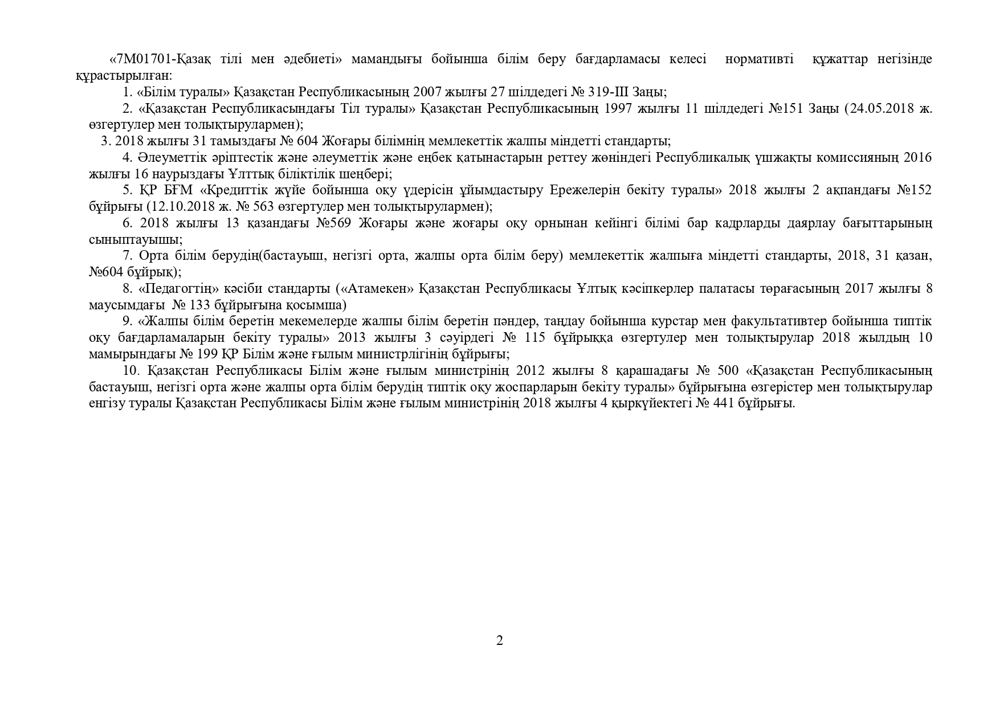 «7М01701-Қазақ тілі мен әдебиеті» мамандығы бойынша білім беру бағдарламасы келесі нормативті құжаттар негізінде
құрастырылған:
1. «Білім туралы» Қазақстан Республикасының 2007 жылғы 27 шілдедегі № 319-III Заңы;
2. «Қазақстан Республикасындағы Тіл туралы» Қазақстан Республикасының 1997 жылғы 11 шілдедегі №151 Заңы (24.05.2018 ж.
өзгертулер мен толықтырулармен);
3. 2018 жылғы 31 тамыздағы № 604 Жоғары білімнің мемлекеттік жалпы міндетті стандарты;
4. Әлеуметтік әріптестік және әлеуметтік және еңбек қатынастарын реттеу жөніндегі Республикалық үшжақты комиссияның 2016
жылғы 16 наурыздағы Ұлттық біліктілік шеңбері;
5. ҚР БҒМ «Кредиттік жүйе бойынша оқу үдерісін ұйымдастыру Ережелерін бекіту туралы» 2018 жылғы 2 ақпандағы №152
бұйрығы (12.10.2018 ж. № 563 өзгертулер мен толықтырулармен);
6. 2018 жылғы 13 қазандағы №569 Жоғары және жоғары оқу орнынан кейінгі білімі бар кадрларды даярлау бағыттарының
сыныптауышы;
7. Орта білім берудің(бастауыш, негізгі орта, жалпы орта білім беру) мемлекеттік жалпыға міндетті стандарты, 2018, 31 қазан,
№604 бұйрық);
8. «Педагогтің» кәсіби стандарты («Атамекен» Қазақстан Республикасы Ұлтық кәсіпкерлер палатасы төрағасының 2017 жылғы 8
маусымдағы № 133 бұйрығына қосымша)
9. «Жалпы білім беретін мекемелерде жалпы білім беретін пәндер, таңдау бойынша курстар мен факультативтер бойынша типтік
оқу бағдарламаларын бекіту туралы» 2013 жылғы 3 сәуірдегі № 115 бұйрыққа өзгертулер мен толықтырулар 2018 жылдың 10
мамырындағы № 199 ҚР Білім және ғылым министрлігінің бұйрығы;
10. Қазақстан Республикасы Білім және ғылым министрінің 2012 жылғы 8 қарашадағы № 500 «Қазақстан Республикасының
бастауыш, негізгі орта және жалпы орта білім берудің типтік оқу жоспарларын бекіту туралы» бұйрығына өзгерістер мен толықтырулар
енгізу туралы Қазақстан Республикасы Білім және ғылым министрінің 2018 жылғы 4 қыркүйектегі № 441 бұйрығы.
2